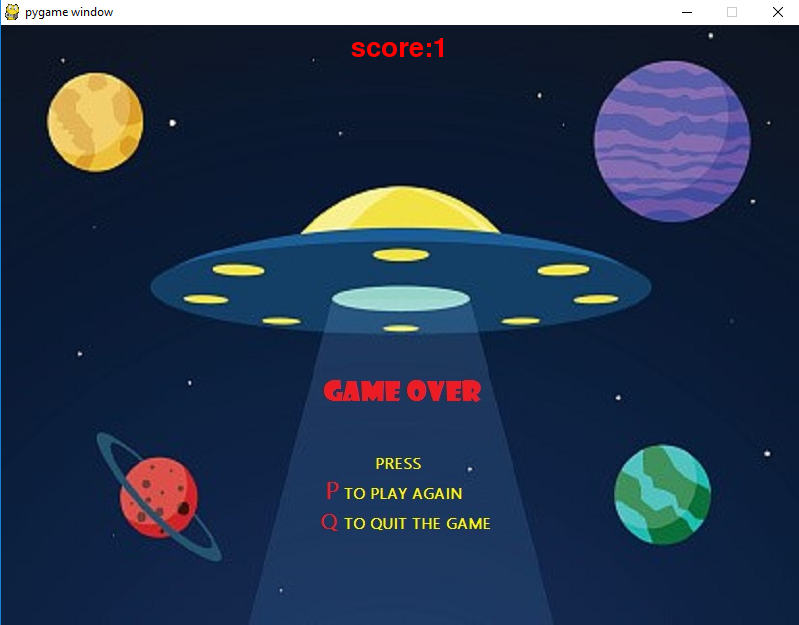 pygame window
score:1
GAME OVER
PRESS
P TO PLAY AGAIN
Q TO QUIT THE GAME